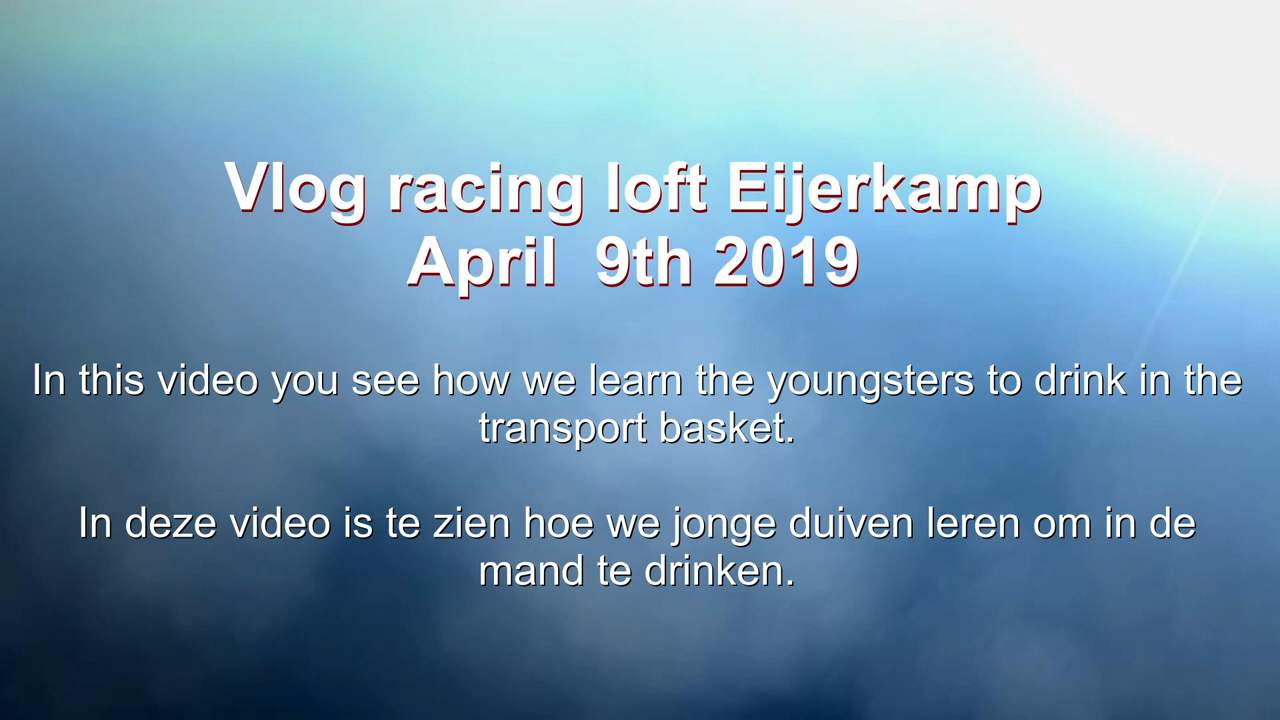 Vlog racing loft Eijerkamp
April  9th 2019
In this video you see how we learn the youngsters to drink in the
transport basket.
In deze video is te zien hoe we jonge duiven leren om in de
mand te drinken.